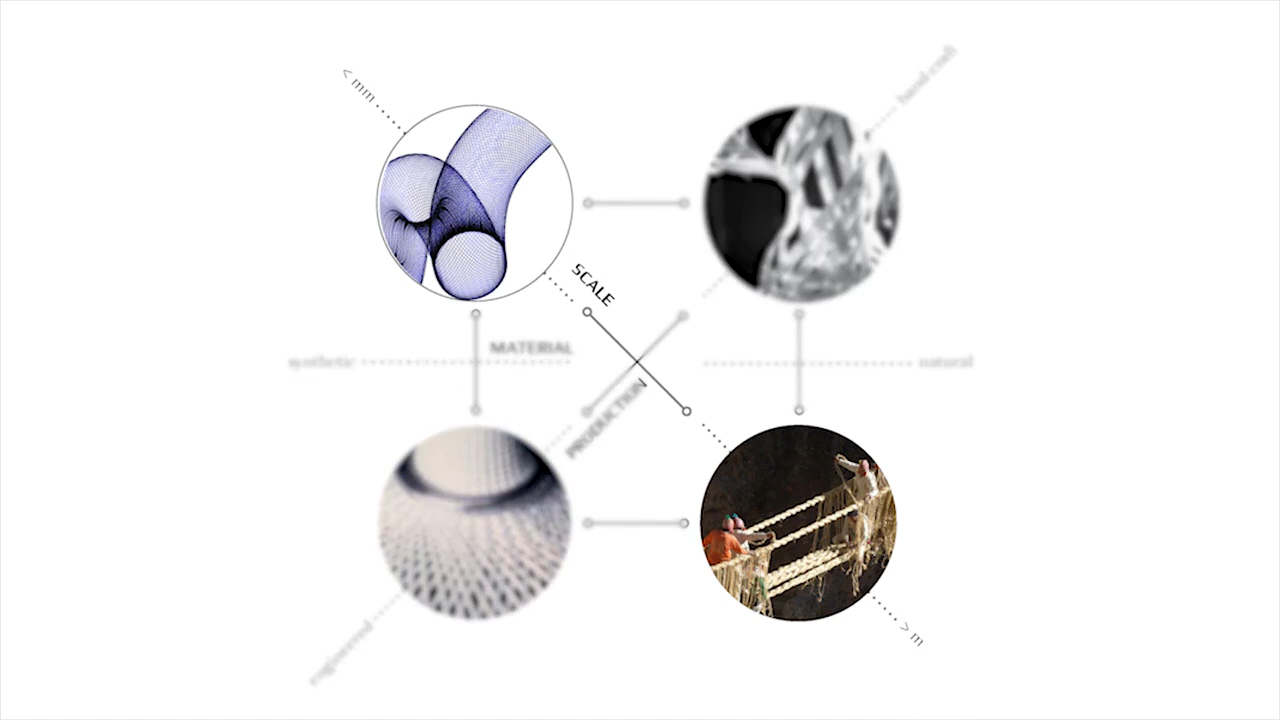 < mm
hand-craft
SCALE
MATERIAL
synthetic
natural
PRODUCTION
engineered
> m